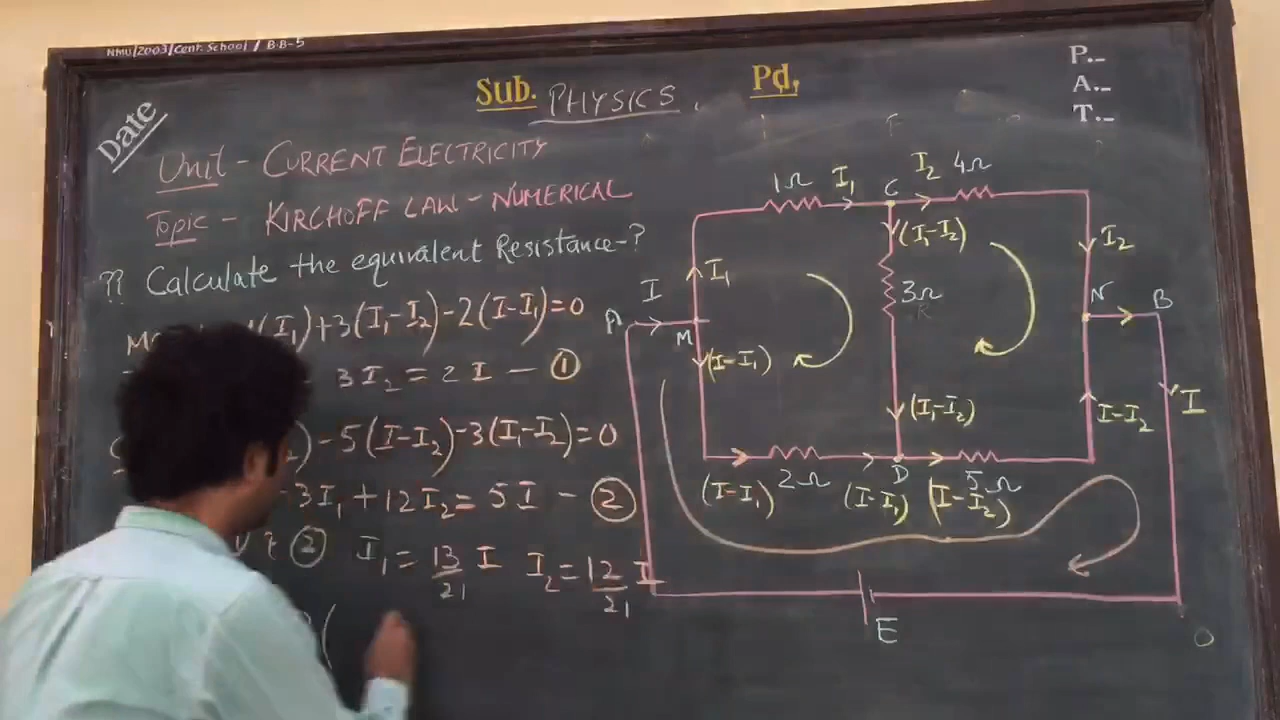 NMU/2003/Cent. School / B.B-5
Date
Sub. PHYSICS.
Pd,
P.-
A.-
T.-
Unit - CURRENT ELECTRICITY
Topic - KIRCHOFF LAW - NUMERICAL
?? Calculate the equivalent Resistance-?
(I₁)+3(I₁-I₂)-2(I-I₁)=0
3I₂ = 2I - ①
-5(I-I₂)-3(I₁-I₂)=0
-3I₁ + 12I₂ = 5I - ②
② I₁ = 13/21 I I₂ = 12/21 I
(
1Ω I₁ C I₂ 4Ω
(I₁-I₂)
I₂
I₁
3Ω
I
A M
N B
(I-I₁)
(I₁-I₂)
I-I₂
I
D
(I-I₁) 2Ω (I-I₁) (I-I₂) 5Ω
E
O